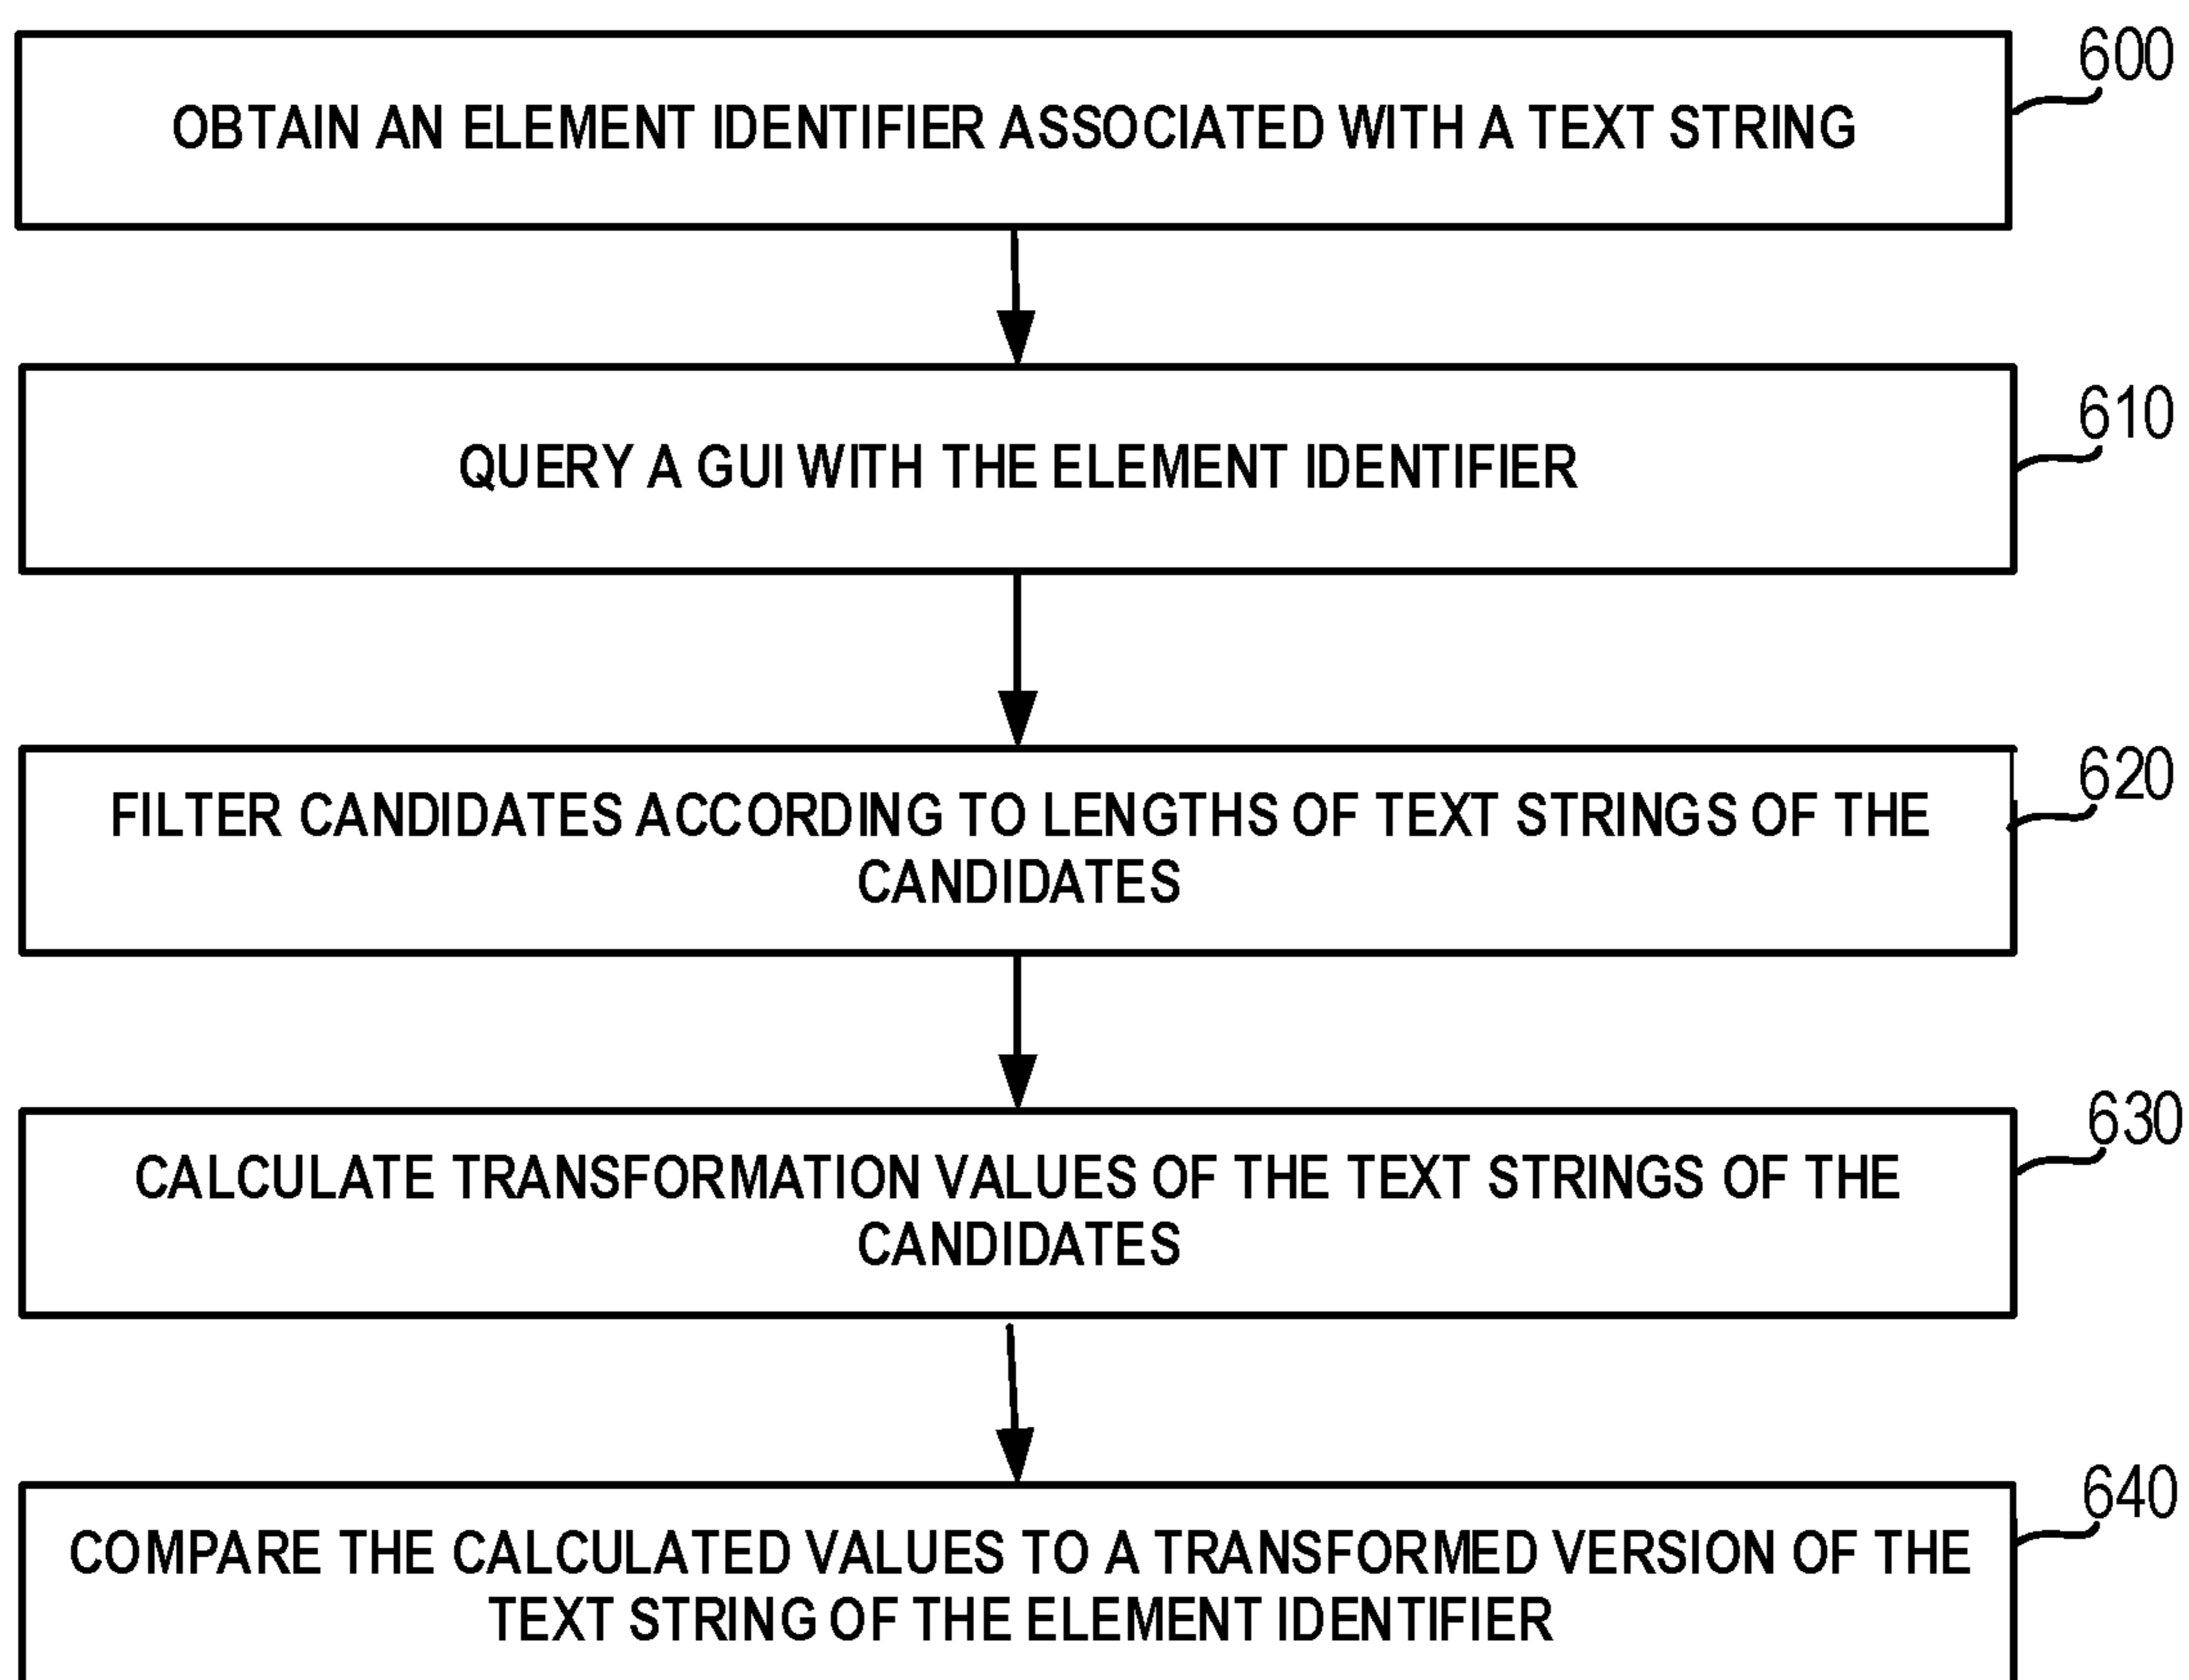 600
OBTAIN AN ELEMENT IDENTIFIER ASSOCIATED WITH A TEXT STRING
610
QUERY A GUI WITH THE ELEMENT IDENTIFIER
620
FILTER CANDIDATES ACCORDING TO LENGTHS OF TEXT STRINGS OF THE
CANDIDATES
630
CALCULATE TRANSFORMATION VALUES OF THE TEXT STRINGS OF THE
CANDIDATES
640
COMPARE THE CALCULATED VALUES TO A TRANSFORMED VERSION OF THE
TEXT STRING OF THE ELEMENT IDENTIFIER